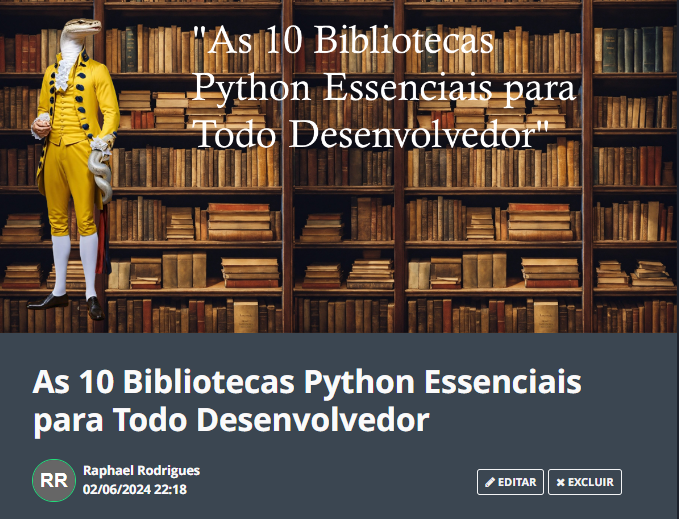 "As 10 Bibliotecas
Python Essenciais para
Todo Desenvolvedor"
As 10 Bibliotecas Python Essenciais
para Todo Desenvolvedor
RR
Raphael Rodrigues
02/06/2024 22:18
EDITAR
EXCLUIR